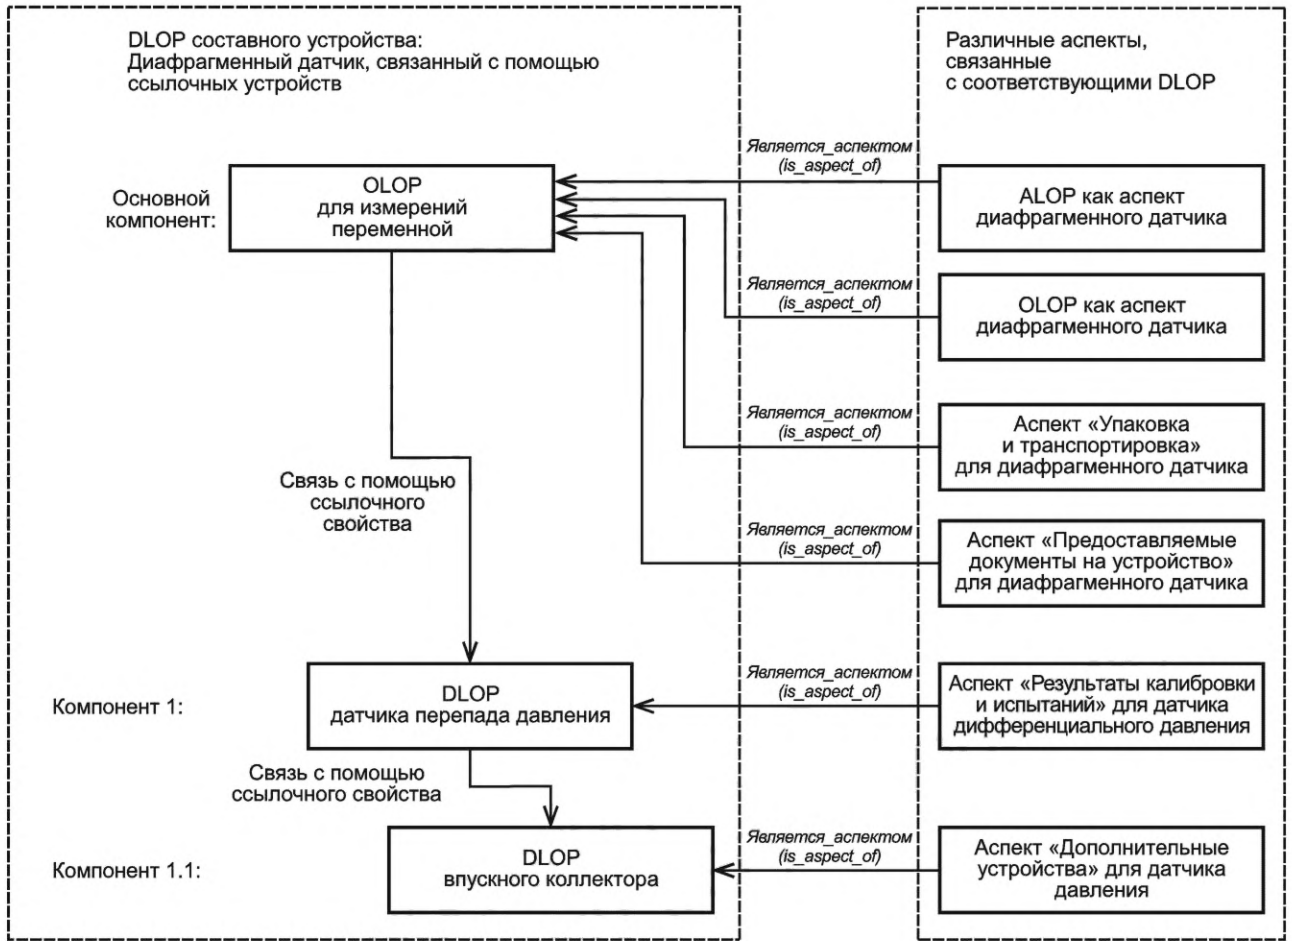 DLOP составного устройства:
Диафрагменный датчик, связанный с помощью
ссылочных устройств
Различные аспекты,
связанные
с соответствующими DLOP
Основной
компонент:
OLOP
для измерений
переменной
Является_аспектом
(is_aspect_of)
ALOP как аспект
диафрагменного датчика
Является_аспектом
(is_aspect_of)
OLOP как аспект
диафрагменного датчика
Является_аспектом
(is_aspect_of)
Аспект «Упаковка
и транспортировка»
для диафрагменного датчика
Связь с помощью
ссылочного
свойства
Является_аспектом
(is_aspect_of)
Аспект «Предоставляемые
документы на устройство»
для диафрагменного датчика
Компонент 1:
DLOP
датчика перепада давления
Является_аспектом
(is_aspect_of)
Аспект «Результаты калибровки
и испытаний» для датчика
дифференциального давления
Связь с помощью
ссылочного свойства
Компонент 1.1:
DLOP
впускного коллектора
Является_аспектом
(is_aspect_of)
Аспект «Дополнительные
устройства» для датчика
давления